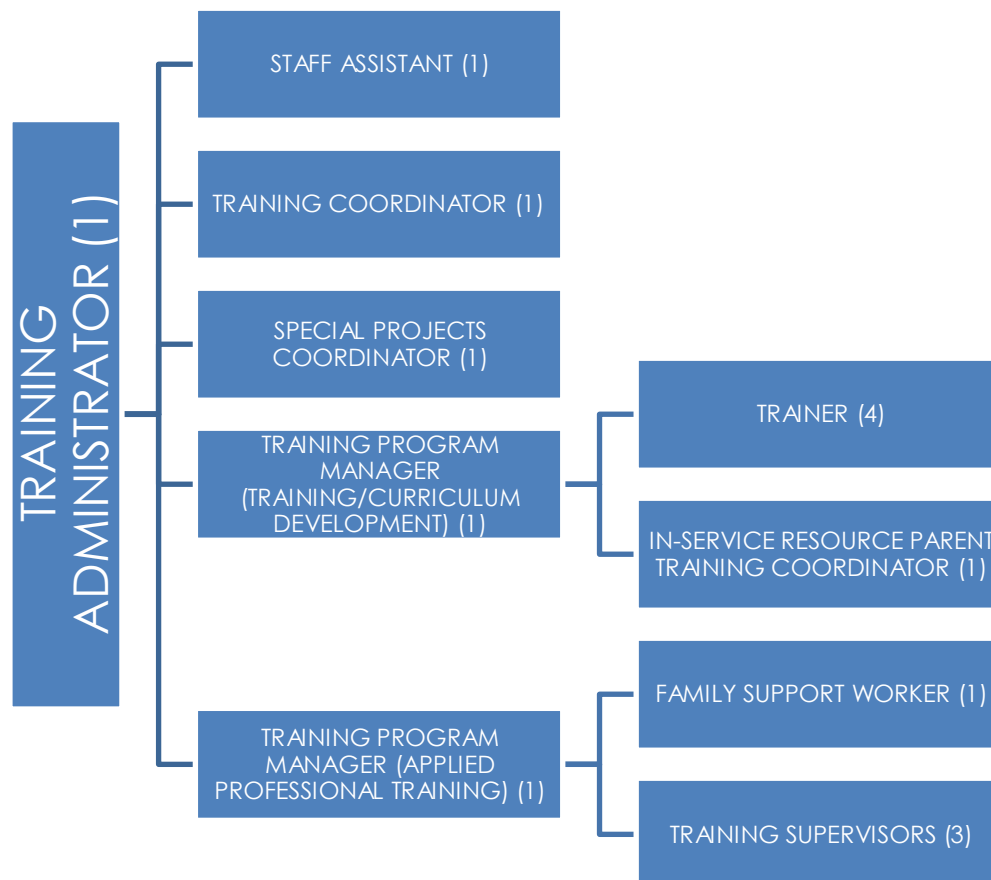 TRAINING
ADMINISTRATOR (1)
STAFF ASSISTANT (1)
TRAINING COORDINATOR (1)
SPECIAL PROJECTS
COORDINATOR (1)
TRAINING PROGRAM
MANAGER
(TRAINING/CURRICULUM
DEVELOPMENT) (1)
TRAINER (4)
IN-SERVICE RESOURCE PARENT
TRAINING COORDINATOR (1)
TRAINING PROGRAM
MANAGER (APPLIED
PROFESSIONAL TRAINING) (1)
FAMILY SUPPORT WORKER (1)
TRAINING SUPERVISORS (3)